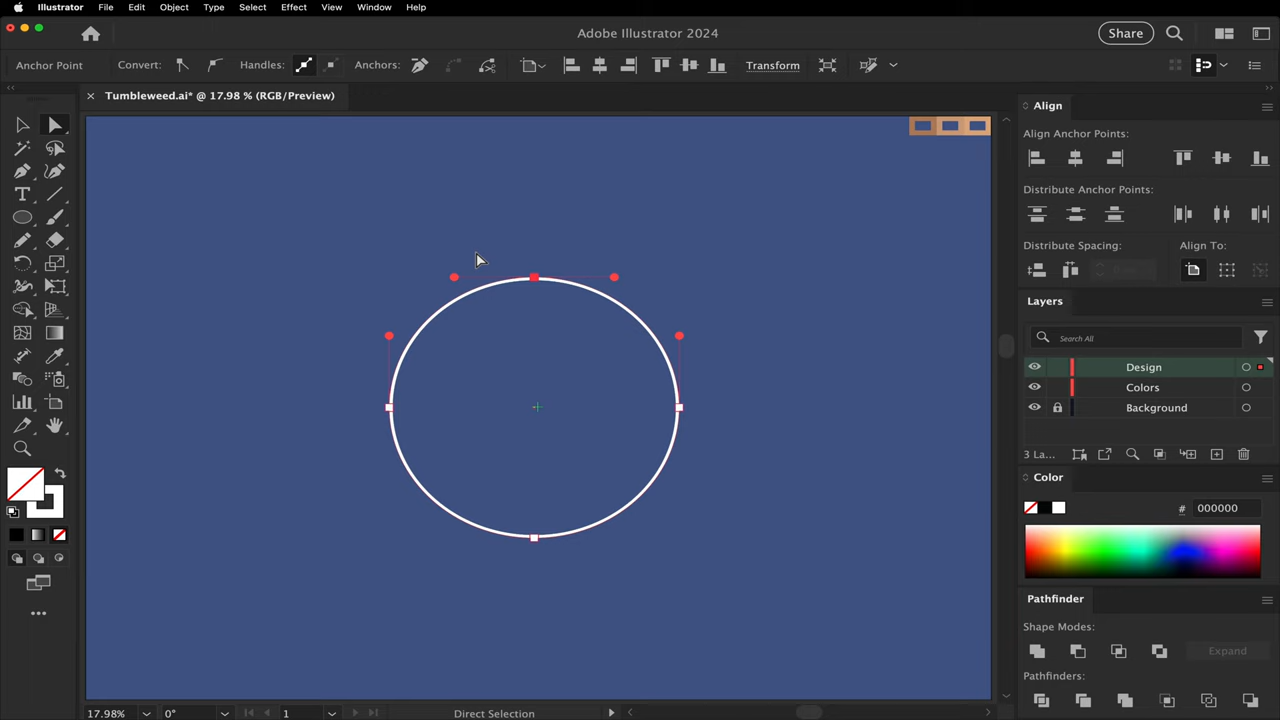 Illustrator File Edit Object Type Select Effect View Window Help
Adobe Illustrator 2024
Share
Anchor Point Convert: Handles: Anchors: Transform
× Tumbleweed.ai* @ 17.98 % (RGB/Preview)
Align
Align Anchor Points:
Distribute Anchor Points:
Distribute Spacing: Align To:
Layers
Search All
Design
Colors
Background
3 La...
Color
# 000000
Pathfinder
Shape Modes:
Expand
Pathfinders:
17.98% 0° 1 Direct Selection